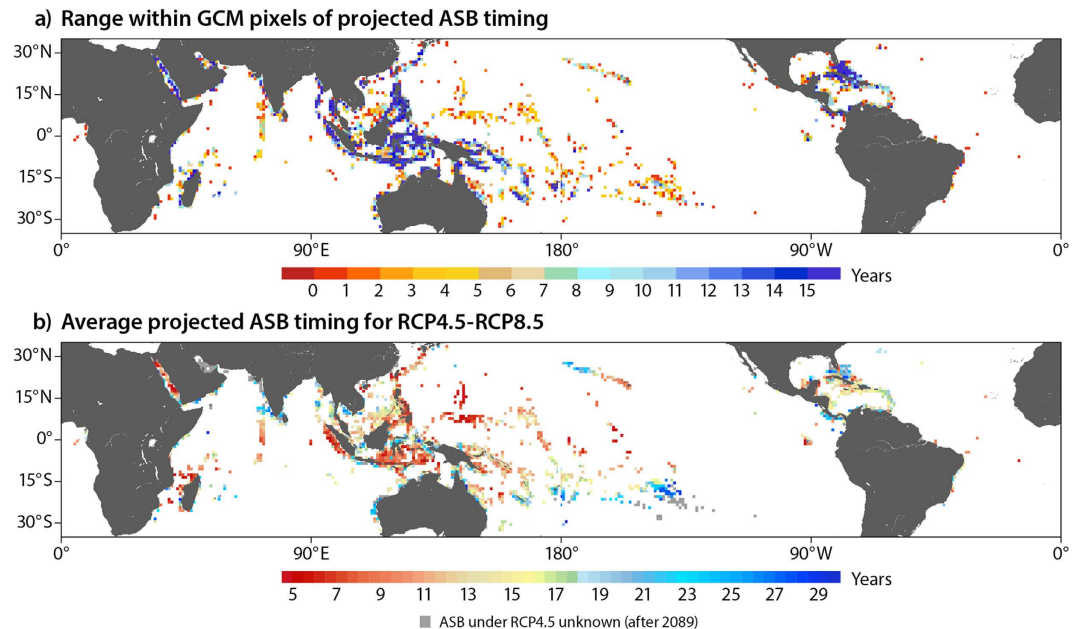 a) Range within GCM pixels of projected ASB timing
30°N
15°N
0°
15°S
30°S
0° 90°E 180° 90°W 0°
0 1 2 3 4 5 6 7 8 9 10 11 12 13 14 15 Years
b) Average projected ASB timing for RCP4.5-RCP8.5
30°N
15°N
0°
15°S
30°S
0° 90°E 180° 90°W 0°
5 7 9 11 13 15 17 19 21 23 25 27 29 Years
ASB under RCP4.5 unknown (after 2089)